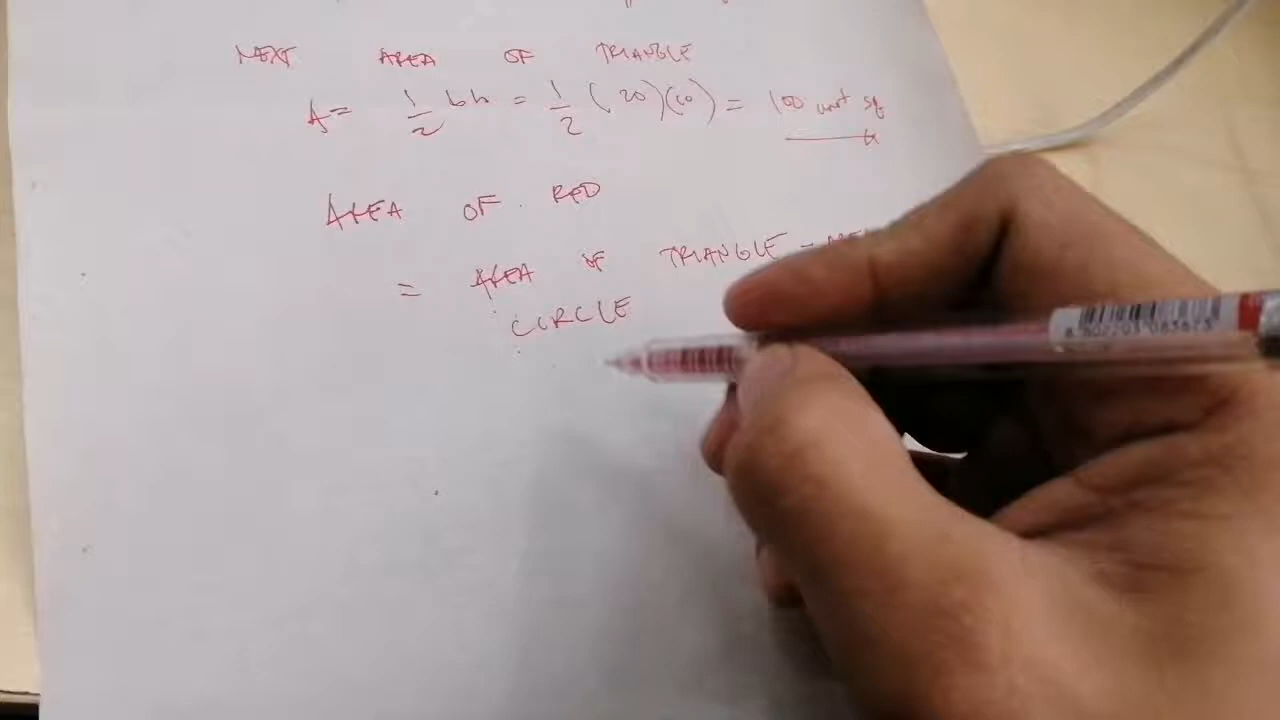 NEXT AREA OF TRIANGLE
A = 1/2 bh = 1/2 (20)(10) = 100 unit sq
AREA OF RED
= AREA OF TRIANGLE -
CIRCLE